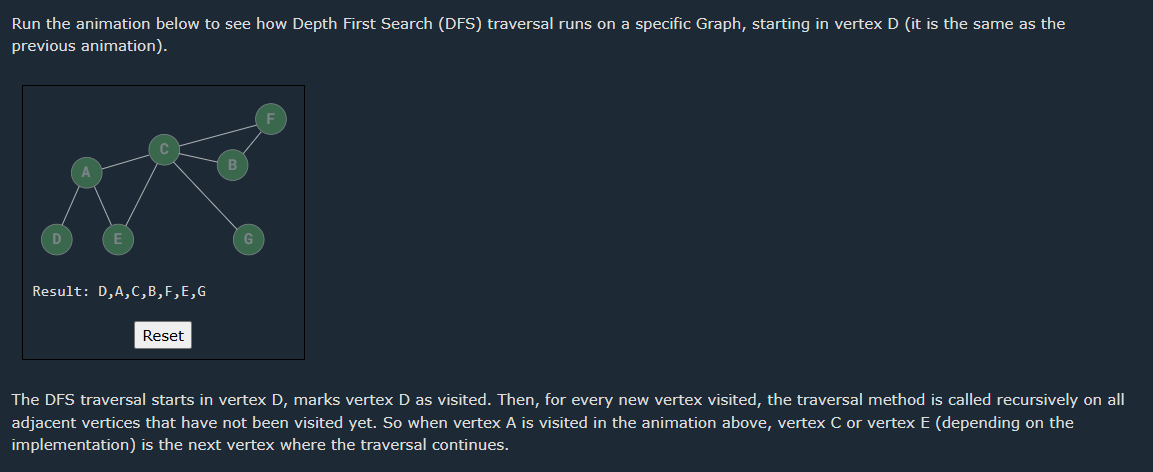 Run the animation below to see how Depth First Search (DFS) traversal runs on a specific Graph, starting in vertex D (it is the same as the
previous animation).
F
C
B
A
D
E
G
Result: D,A,C,B,F,E,G
Reset
The DFS traversal starts in vertex D, marks vertex D as visited. Then, for every new vertex visited, the traversal method is called recursively on all
adjacent vertices that have not been visited yet. So when vertex A is visited in the animation above, vertex C or vertex E (depending on the
implementation) is the next vertex where the traversal continues.